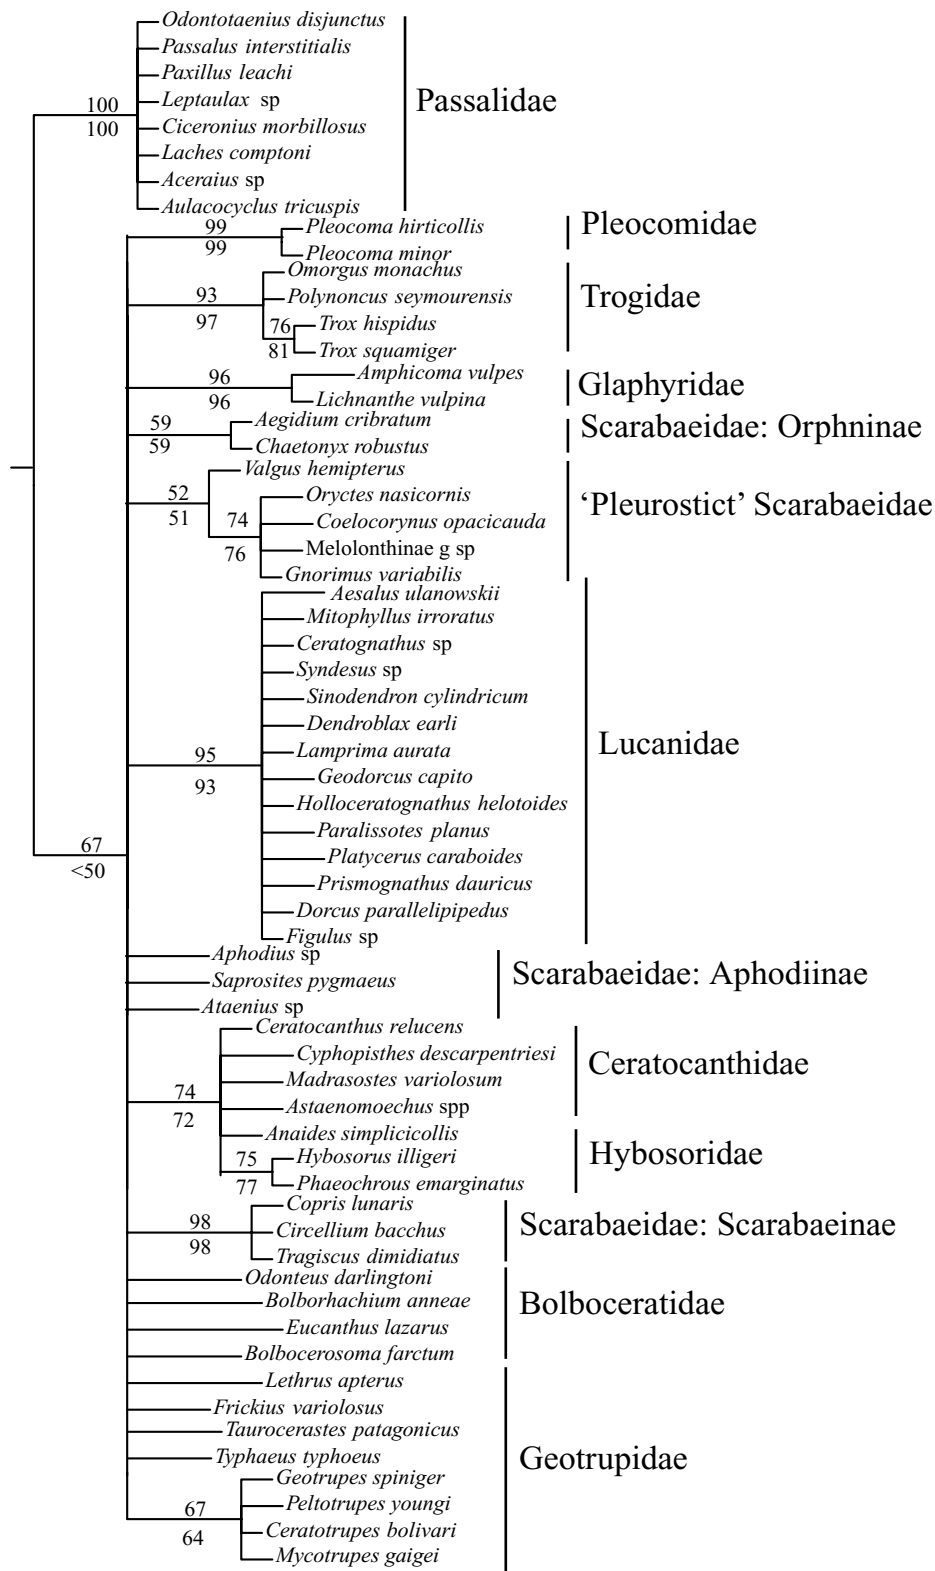 Odontotaenius disjunctus
Passalus interstitialis
Paxillus leachi
Leptaulax sp
Ciceronius morbillosus
Laches comptoni
Aceraius sp
Aulacocyclus tricuspis
100
100
Passalidae
Pleocoma hirticollis
Pleocoma minor
99
99
Pleocomidae
Omorgus monachus
Polynoncus seymourensis
Trox hispidus
Trox squamiger
93
97
76
81
Trogidae
Amphicoma vulpes
Lichnanthe vulpina
96
96
Glaphyridae
Aegidium cribratum
Chaetonyx robustus
59
59
Scarabaeidae: Orphninae
Valgus hemipterus
Oryctes nasicornis
Coelocorynus opacicauda
Melolonthinae g sp
Gnorimus variabilis
52
51
74
76
‘Pleurostict’ Scarabaeidae
Aesalus ulanowskii
Mitophyllus irroratus
Ceratognathus sp
Syndesus sp
Sinodendron cylindricum
Dendroblax earli
Lamprima aurata
Geodorcus capito
Holloceratognathus helotoides
Paralissotes planus
Platycerus caraboides
Prismognathus dauricus
Dorcus parallelipipedus
Figulus sp
95
93
Lucanidae
67
<50
Aphodius sp
Saprosites pygmaeus
Ataenius sp
Scarabaeidae: Aphodiinae
Ceratocanthus relucens
Cyphopisthes descarpentriesi
Madrasostes variolosum
Astaenomoechus spp
Ceratocanthidae
74
72
Anaides simplicicollis
Hybosorus illigeri
Phaeochrous emarginatus
75
77
Hybosoridae
Copris lunaris
Circellium bacchus
Tragiscus dimidiatus
98
98
Scarabaeidae: Scarabaeinae
Odonteus darlingtoni
Bolborhachium anneae
Eucanthus lazarus
Bolbocerosoma farctum
Bolboceratidae
Lethrus apterus
Frickius variolosus
Taurocerastes patagonicus
Typhaeus typhoeus
Geotrupes spiniger
Peltotrupes youngi
Ceratotrupes bolivari
Mycotrupes gaigei
67
64
Geotrupidae